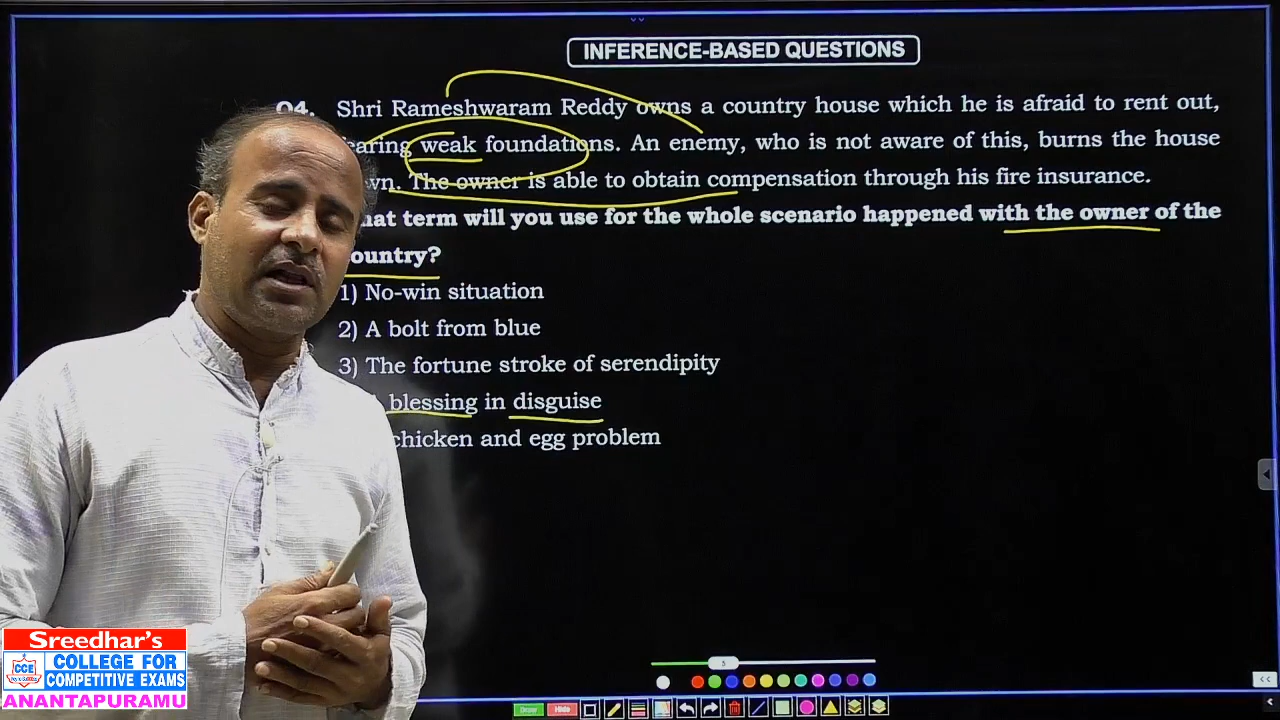 INFERENCE-BASED QUESTIONS
Q4. Shri Rameshwaram Reddy owns a country house which he is afraid to rent out,
weak foundations. An enemy, who is not aware of this, burns the house
The owner is able to obtain compensation through his fire insurance.
term will you use for the whole scenario happened with the owner of the
1) No-win situation
2) A bolt from blue
3) The fortune stroke of serendipity
blessing in disguise
chicken and egg problem
5
Draw Hide
Sreedhar's
CCE
COLLEGE FOR
COMPETITIVE EXAMS
ANANTAPURAMU